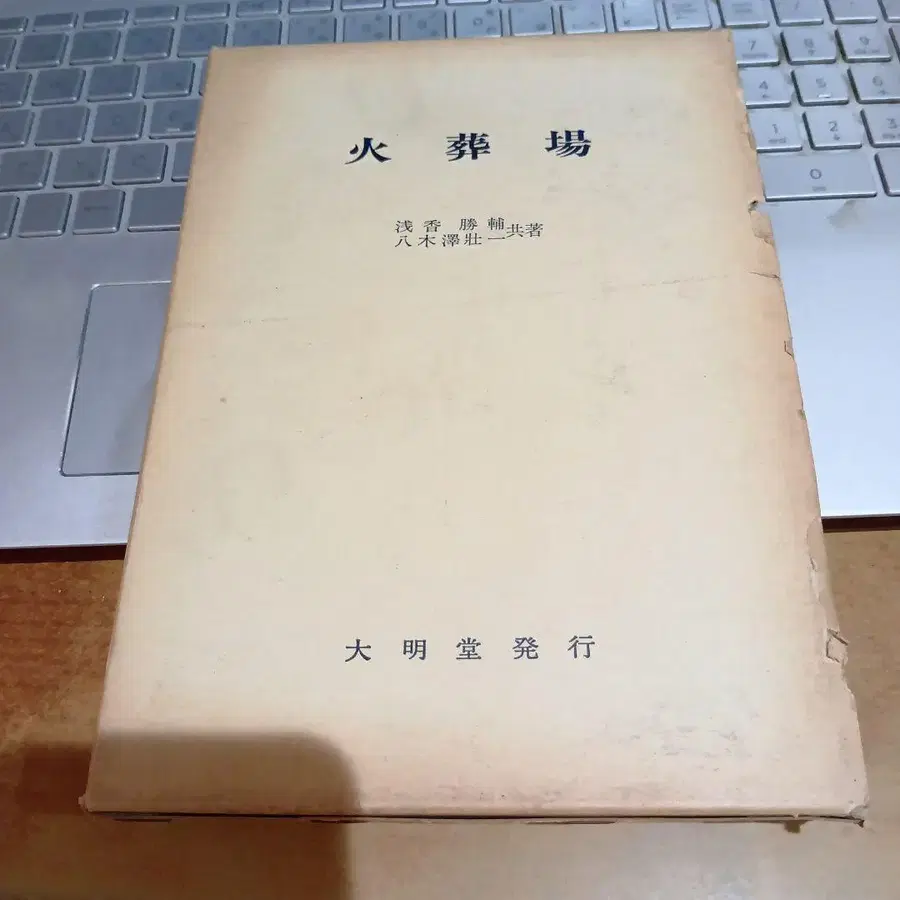 火葬場
浅香勝輔
八木澤壯一共著
大明堂発行